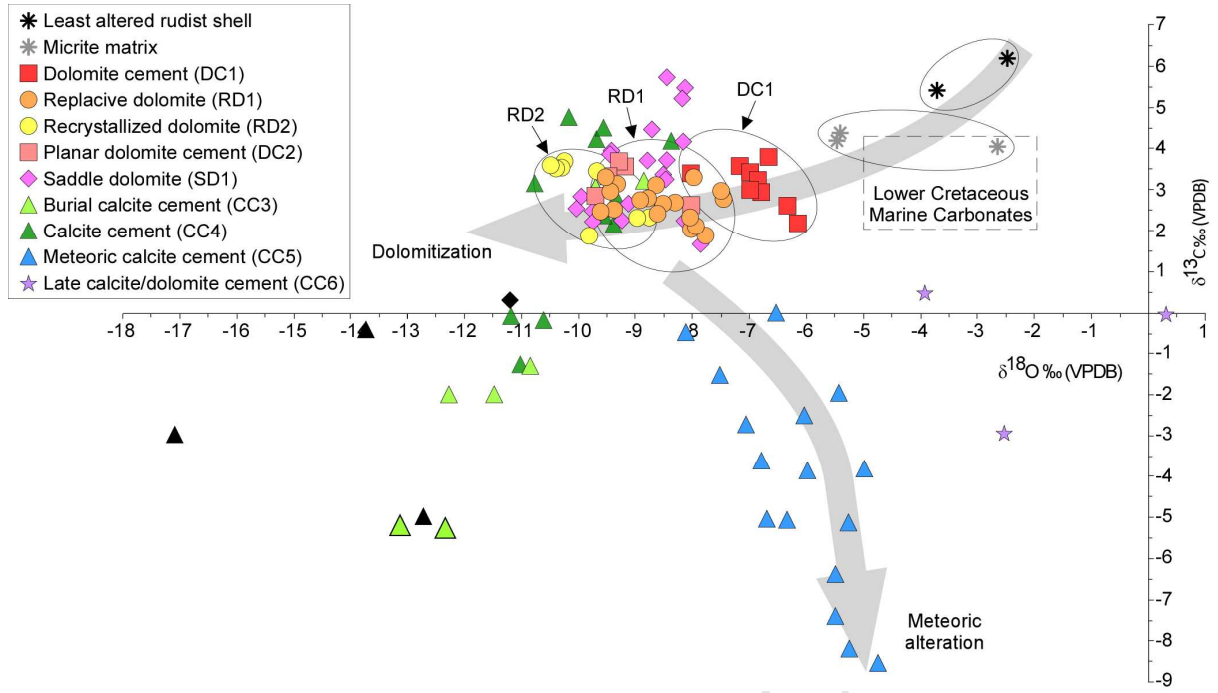 Least altered rudist shell
Micrite matrix
Dolomite cement (DC1)
Replacive dolomite (RD1)
Recrystallized dolomite (RD2)
Planar dolomite cement (DC2)
Saddle dolomite (SD1)
Burial calcite cement (CC3)
Calcite cement (CC4)
Meteoric calcite cement (CC5)
Late calcite/dolomite cement (CC6)
RD2
RD1
DC1
Lower Cretaceous
Marine Carbonates
Dolomitization
Meteoric
alteration
7
6
5
4
3
2
1
0
-1
-2
-3
-4
-5
-6
-7
-8
-9
δ13C‰ (VPDB)
-18 -17 -16 -15 -14 -13 -12 -11 -10 -9 -8 -7 -6 -5 -4 -3 -2 -1 0 1
δ18O ‰ (VPDB)